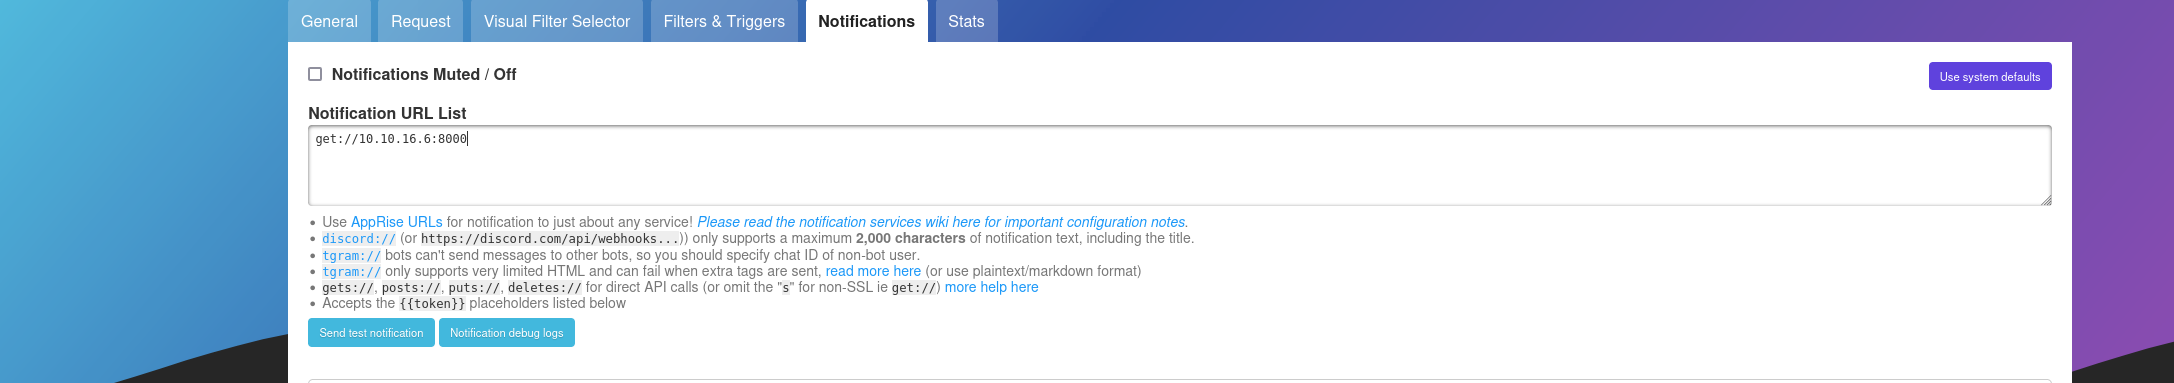 General Request Visual Filter Selector Filters & Triggers Notifications Stats
Notifications Muted / Off
Use system defaults
Notification URL List
get://10.10.16.6:8000
Use AppRise URLs for notification to just about any service! Please read the notification services wiki here for important configuration notes.
discord:// (or https://discord.com/api/webhooks...)) only supports a maximum 2,000 characters of notification text, including the title.
tgram:// bots can't send messages to other bots, so you should specify chat ID of non-bot user.
tgram:// only supports very limited HTML and can fail when extra tags are sent, read more here (or use plaintext/markdown format)
gets://, posts://, puts://, deletes:// for direct API calls (or omit the "s" for non-SSL ie get://) more help here
Accepts the {{token}} placeholders listed below
Send test notification Notification debug logs